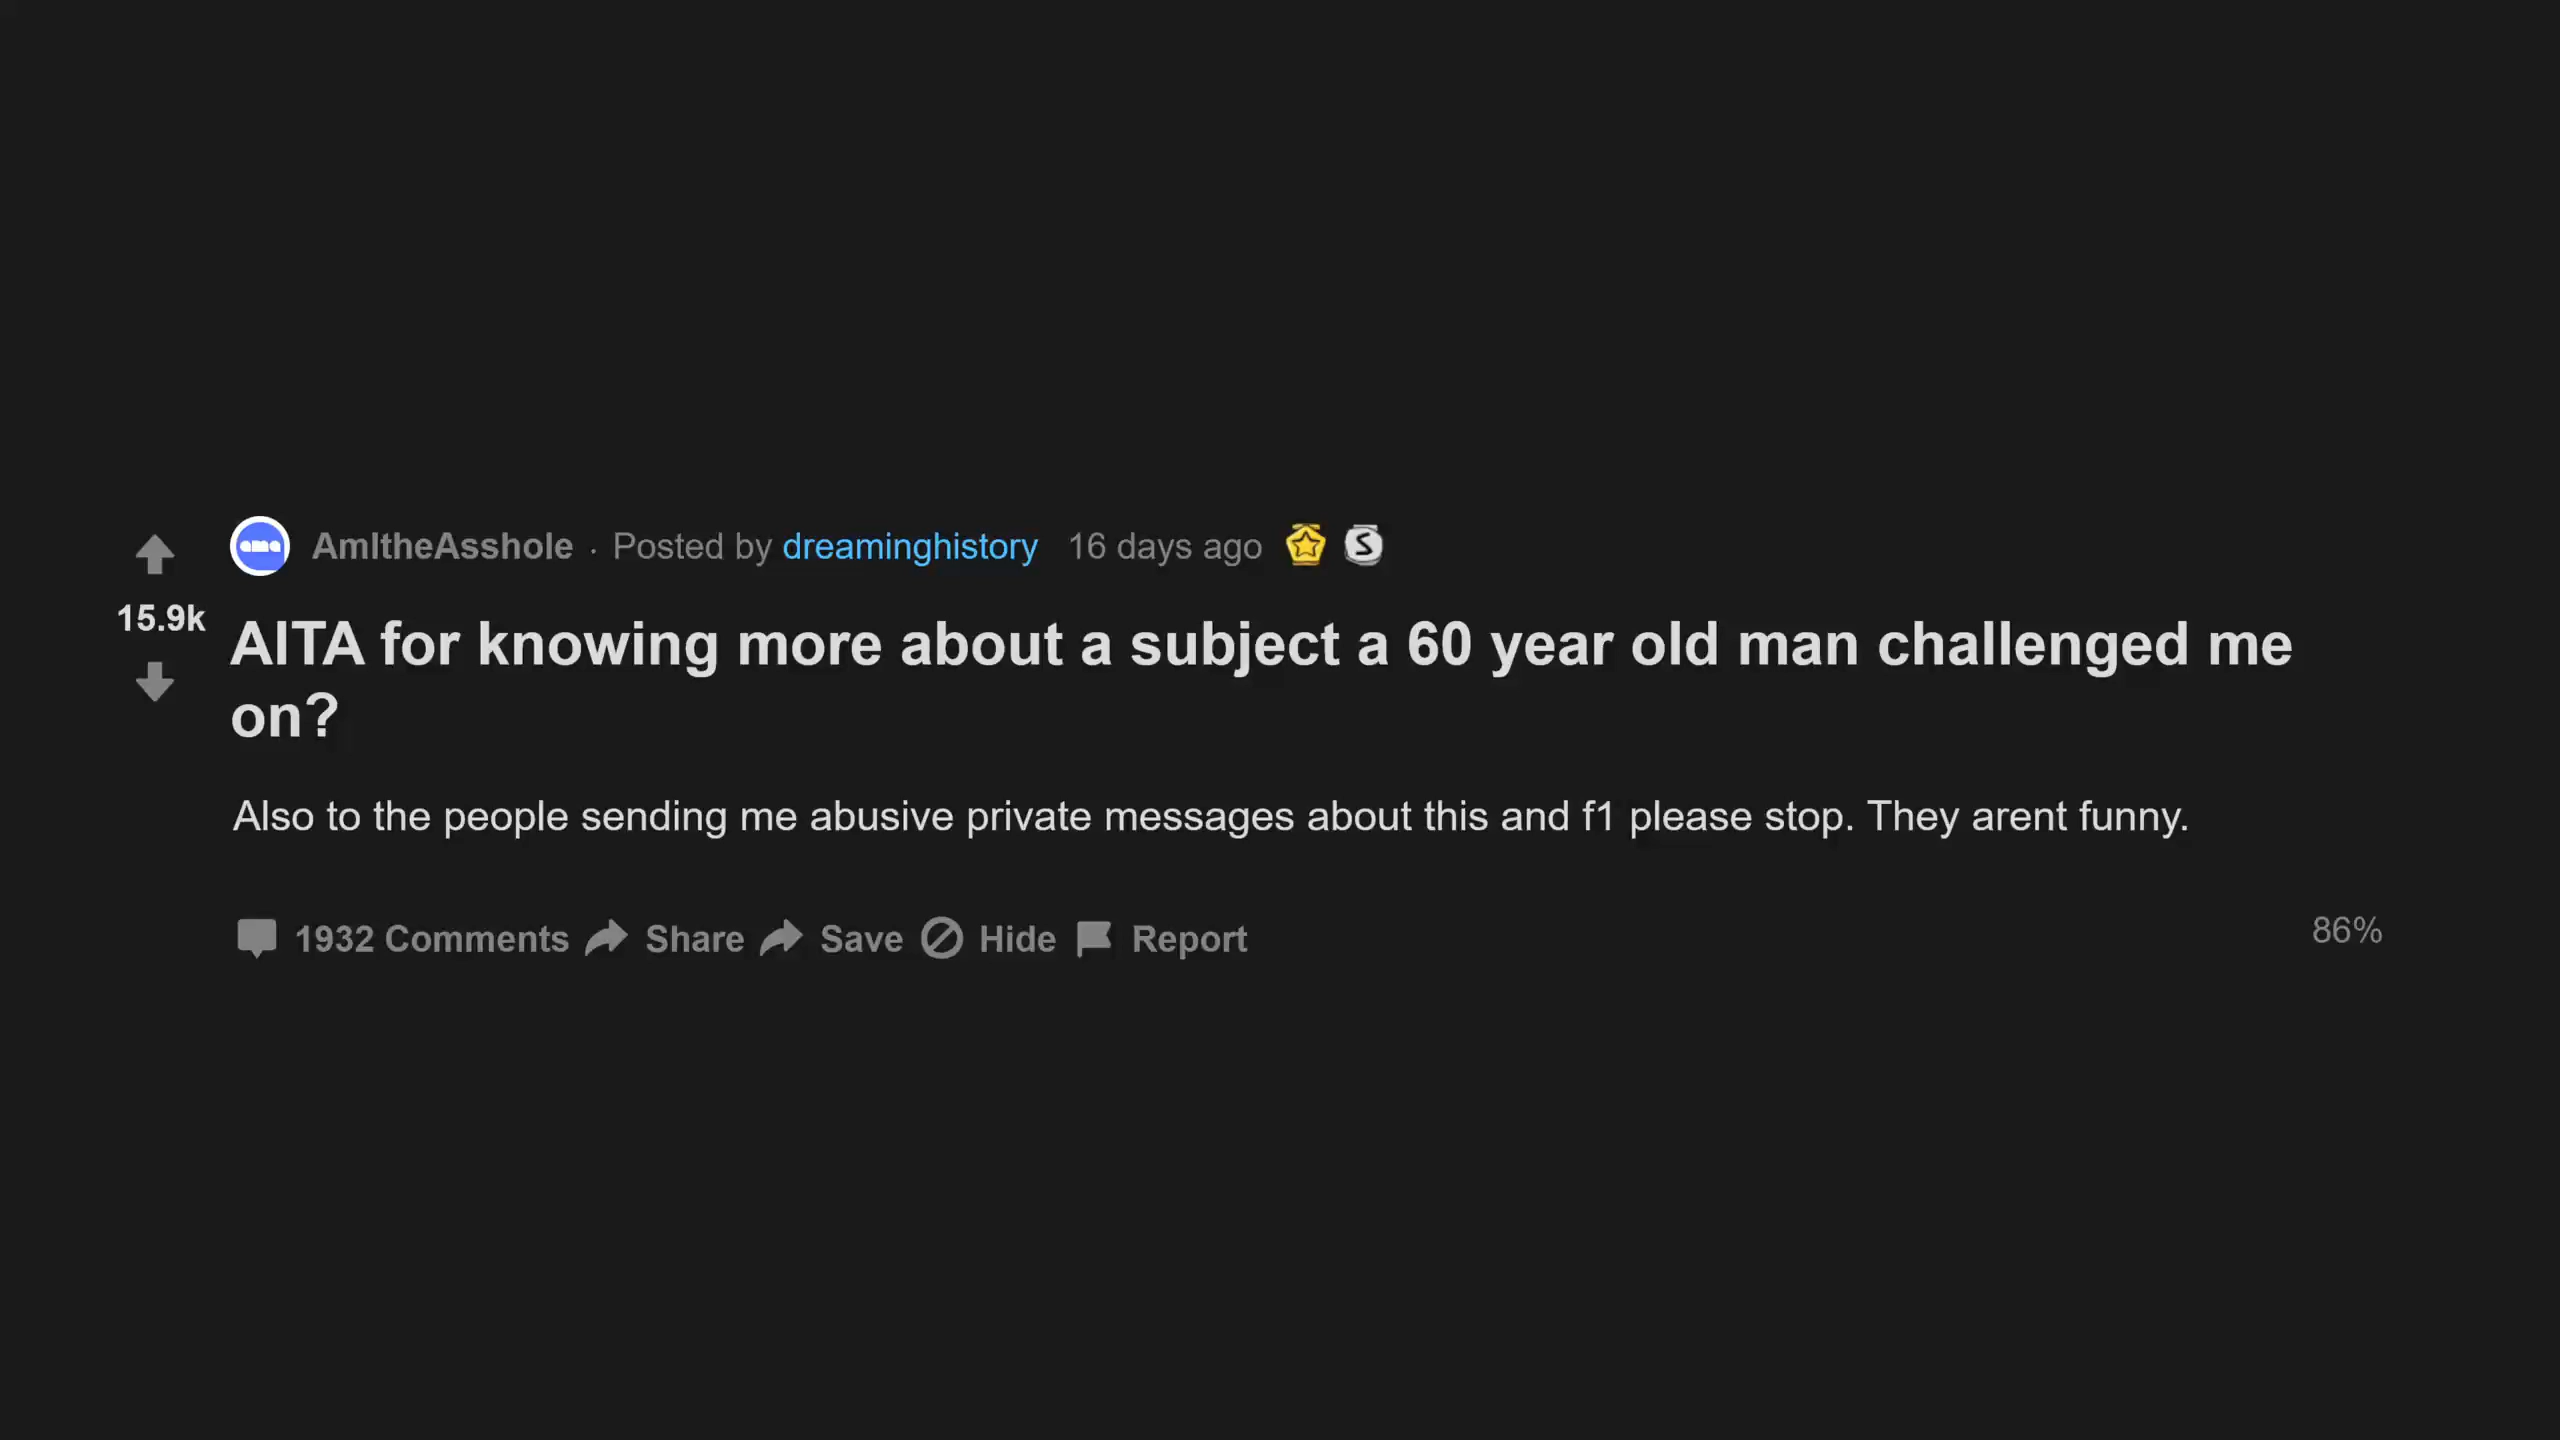 AmItheAsshole · Posted by dreaminghistory 16 days ago
15.9k
AITA for knowing more about a subject a 60 year old man challenged me
on?
Also to the people sending me abusive private messages about this and f1 please stop. They arent funny.
1932 Comments Share Save Hide Report
86%